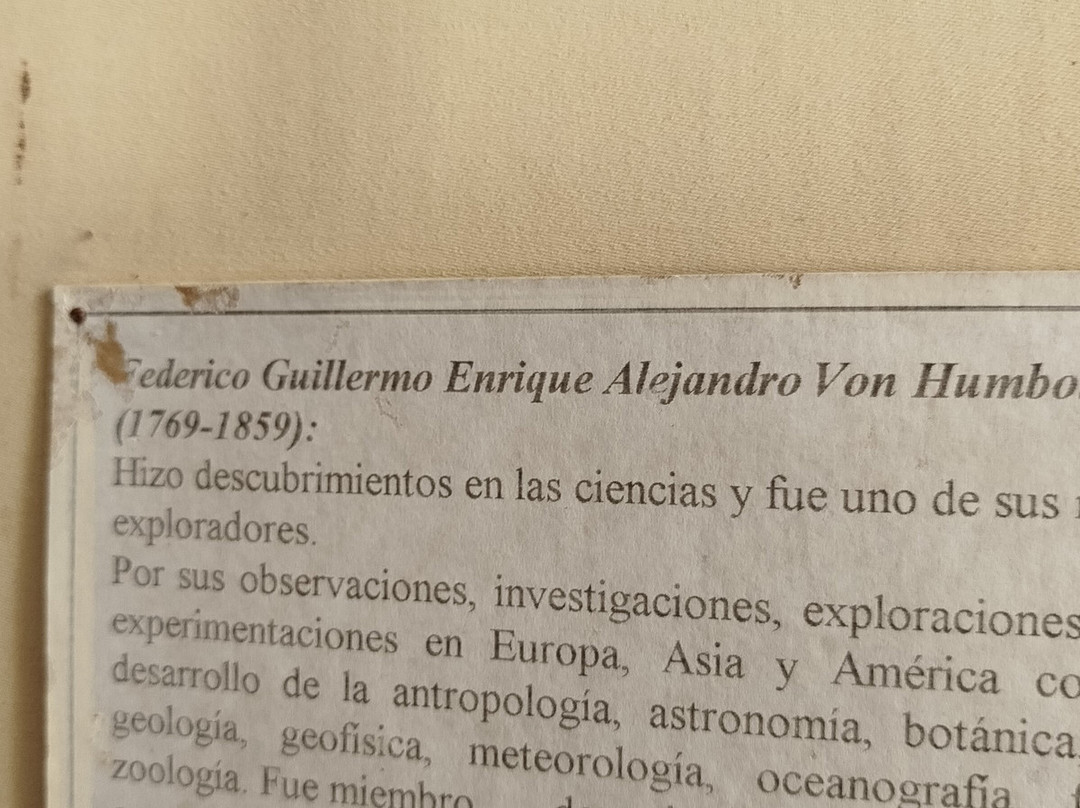 Federico Guillermo Enrique Alejandro Von Humbo
(1769-1859):
Hizo descubrimientos en las ciencias y fue uno de sus
exploradores.
Por sus observaciones, investigaciones, exploraciones
experimentaciones en Europa, Asia y América co
desarrollo de la antropología, astronomía, botánica,
geología, geofísica, meteorología, oceanografía
zoología. Fue miembro